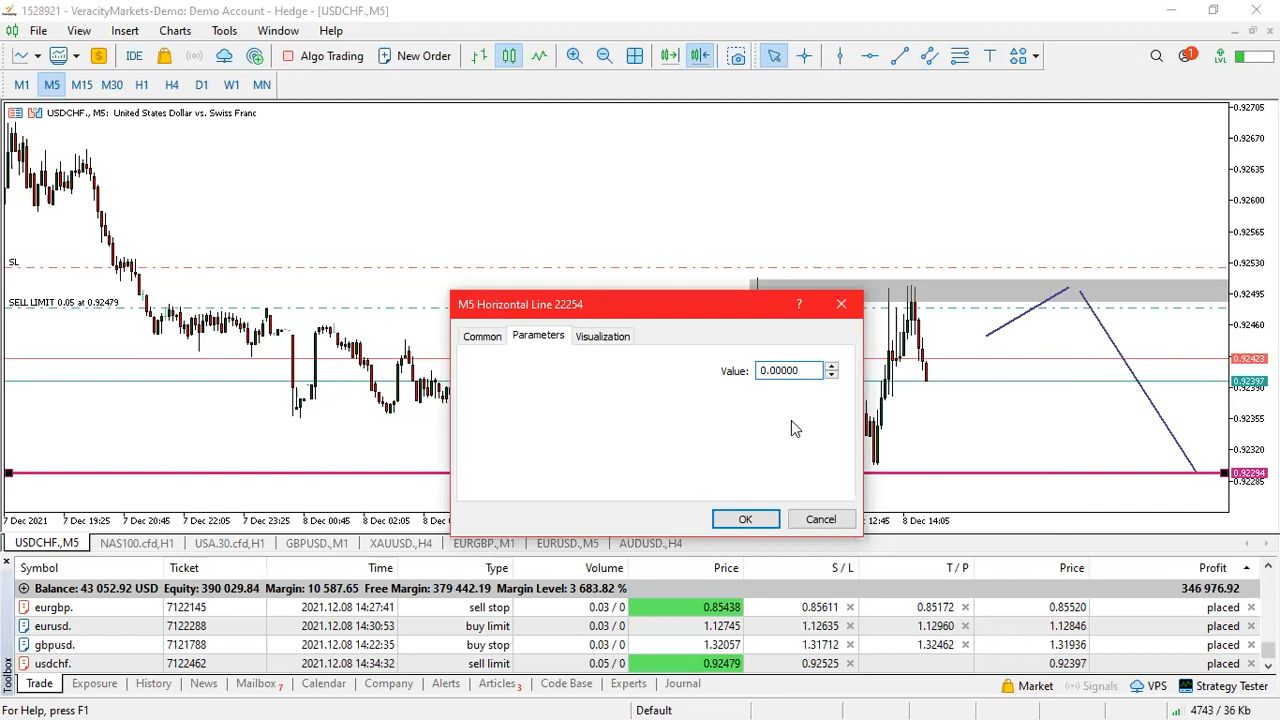 1528921 - VeracityMarkets-Demo: Demo Account - Hedge - [USDCHF.,M5]
File View Insert Charts Tools Window Help
IDE Algo Trading New Order 1 LVL
M1 M5 M15 M30 H1 H4 D1 W1 MN
USDCHF., M5: United States Dollar vs. Swiss Franc
0.92705
0.92635
0.92600
0.92565
SL
0.92530
SELL LIMIT 0.05 at 0.92479
0.92495
0.92460
0.92423
0.92397
0.92390
0.92355
0.92320
0.92294
0.92285
M5 Horizontal Line 22254 ?
Common Parameters Visualization
Value: 0.00000
OK Cancel
7 Dec 2021 7 Dec 19:25 7 Dec 20:45 7 Dec 22:05 7 Dec 23:25 8 Dec 00:45 8 Dec 02:05 8 Dec 12:45 8 Dec 14:05
USDCHF.,M5 NAS100.cfd,H1 USA.30.cfd,H1 GBPUSD.,M1 XAUUSD.,H4 EURGBP.,M1 EURUSD.,M5 AUDUSD.,H4
Symbol Ticket Time Type Volume Price S / L T / P Price Profit
Balance: 43 052.92 USD Equity: 390 029.84 Margin: 10 587.65 Free Margin: 379 442.19 Margin Level: 3 683.82 % 346 976.92
eurgbp. 7122145 2021.12.08 14:27:41 sell stop 0.03 / 0 0.85438 0.85611 0.85172 0.85520 placed
eurusd. 7122288 2021.12.08 14:30:53 buy limit 0.03 / 0 1.12745 1.12635 1.12960 1.12846 placed
gbpusd. 7121788 2021.12.08 14:22:35 buy stop 0.03 / 0 1.32057 1.31712 1.32462 1.31936 placed
usdchf. 7122462 2021.12.08 14:34:32 sell limit 0.05 / 0 0.92479 0.92525 0.92397 placed
Toolbox
Trade Exposure History News Mailbox 7 Calendar Company Alerts Articles 3 Code Base Experts Journal Market Signals VPS Strategy Tester
For Help, press F1 Default 4743 / 36 Kb